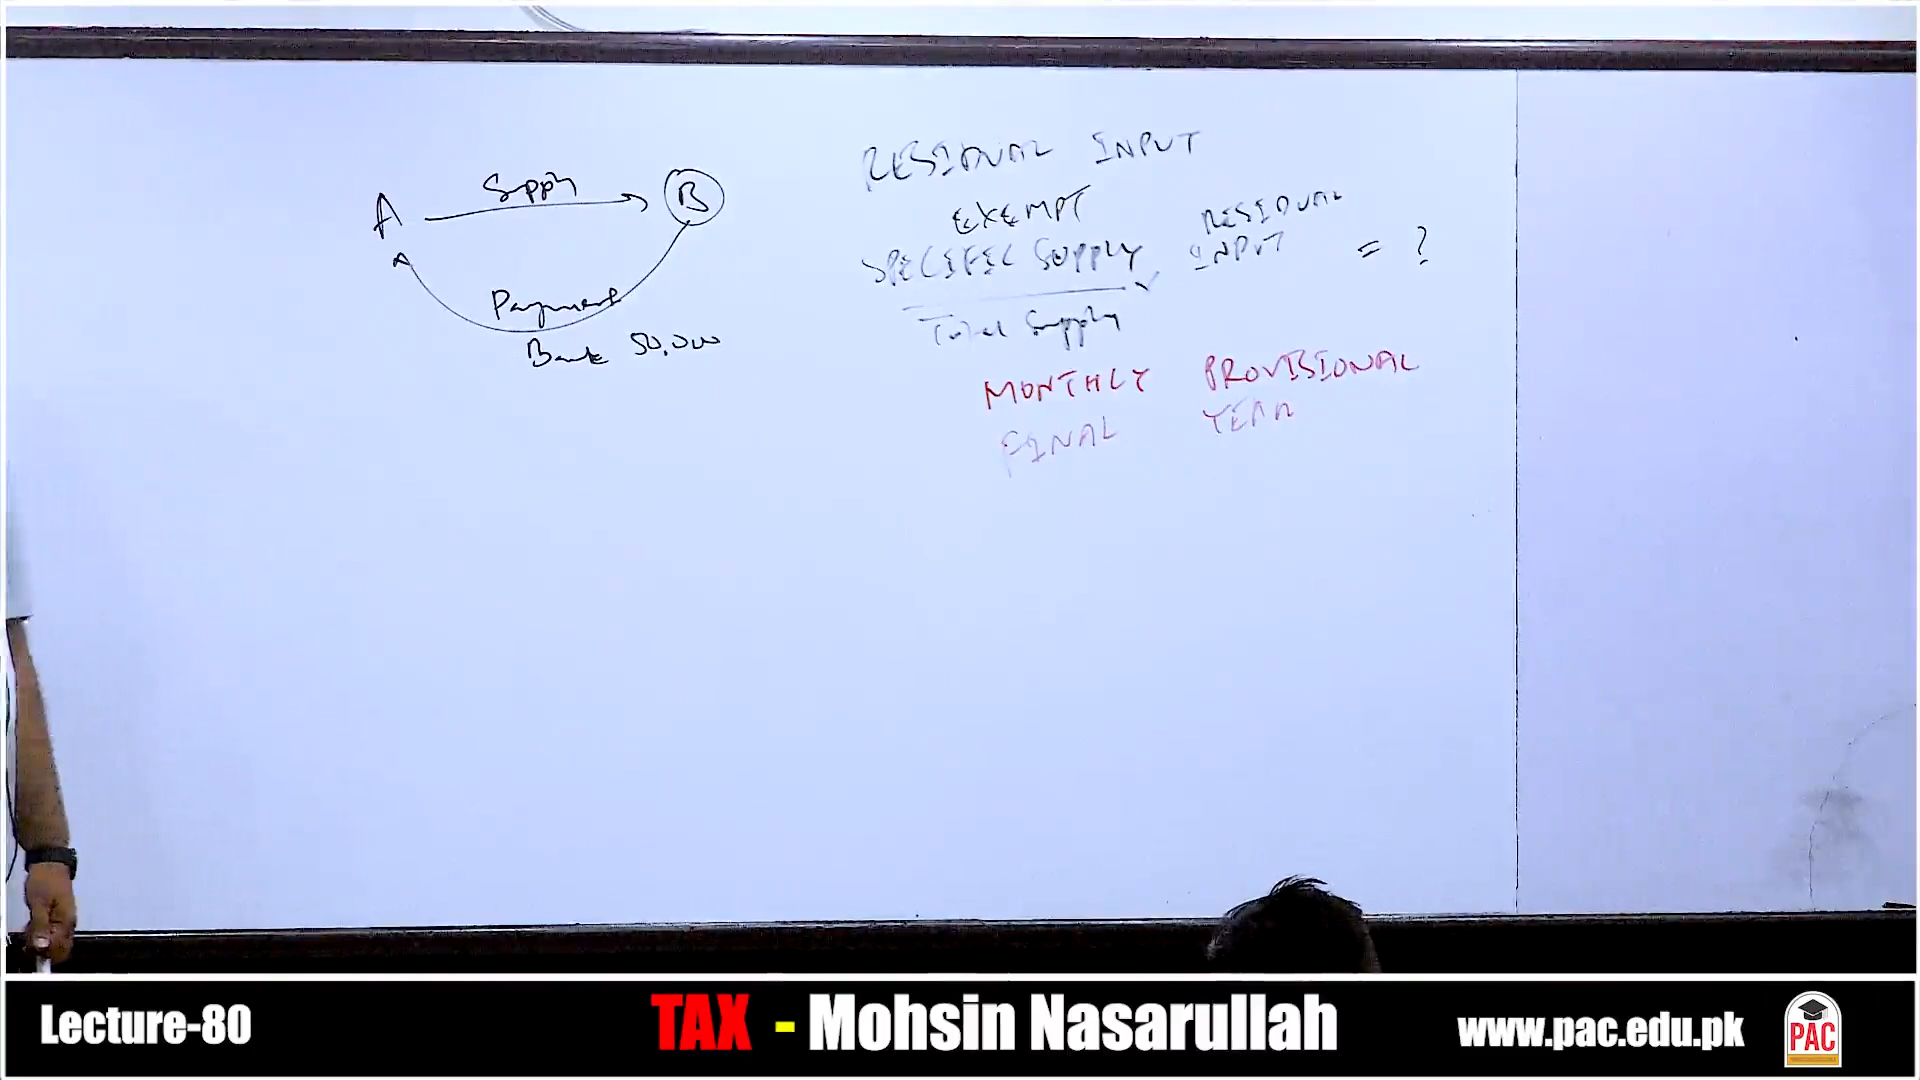 A Supply B
Payment
Bank 50,000
RESIDUAL INPUT
EXEMPT
SPECIFIC SUPPLY RESIDUAL INPUT = ?
Total Supply
MONTHLY PROVISIONAL
FINAL YEAR
Lecture-80
TAX - Mohsin Nasarullah
www.pac.edu.pk
PAC